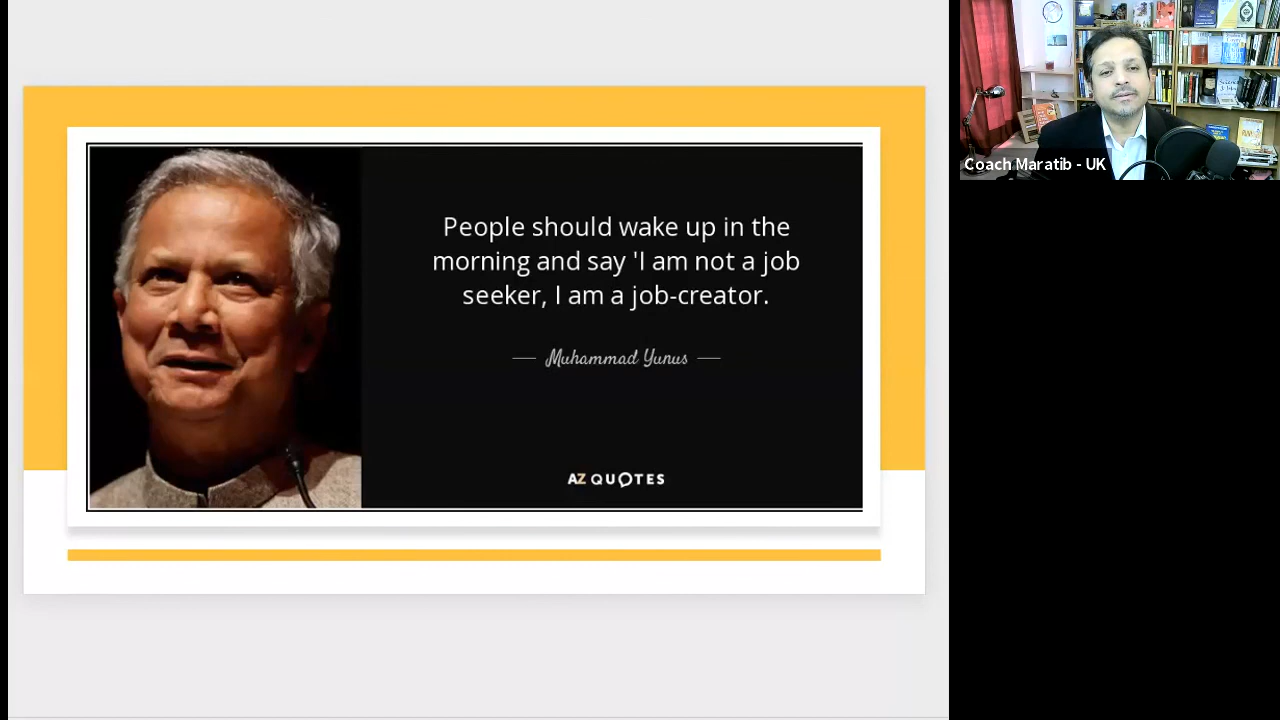 People should wake up in the
morning and say 'I am not a job
seeker, I am a job-creator.
Muhammad Yunus
AZ QUOTES
Coach Maratib - UK